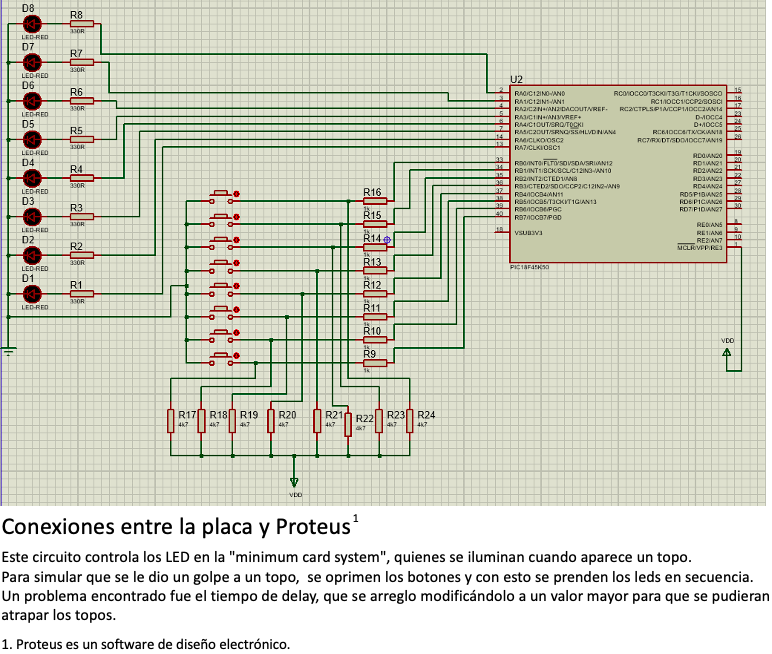 D8
LED-RED
R8
330R
D7
LED-RED
R7
330R
D6
LED-RED
R6
330R
D5
LED-RED
R5
330R
D4
LED-RED
R4
330R
D3
LED-RED
R3
330R
D2
LED-RED
R2
330R
D1
LED-RED
R1
330R
R16
R15
R14
R13
R12
R11
R10
R9
1k
R17
4k7
R18
4k7
R19
4k7
R20
4k7
R21
4k7
R22
4k7
R23
4k7
R24
4k7
VDD
U2
2 RA0/C12IN0-/AN0
3 RA1/C12IN1-/AN1
4 RA2/C2IN+/AN2/DACOUT/VREF-
5 RA3/C1IN+/AN3/VREF+
6 RA4/C1OUT/SRQ/T0CKI
7 RA5/C2OUT/SRNQ/SS/HLVDIN/AN4
14 RA6/CLKO/OSC2
13 RA7/CLKI/OSC1
33 RB0/INT0/FLT0/SDI/SDA/SRI/AN12
34 RB1/INT1/SCK/SCL/C12IN3-/AN10
35 RB2/INT2/CTED1/AN8
36 RB3/CTED2/SDO/CCP2/C12IN2-/AN9
37 RB4/IOCB4/AN11
38 RB5/IOCB5/T3CKI/T1G/AN13
39 RB6/IOCB6/PGC
40 RB7/IOCB7/PGD
18 VSUB3V3
RC0/IOCC0/T3CKI/T3G/T1CKI/SOSCO 15
RC1/IOCC1/CCP2/SOSCI 16
RC2/CTPLS/P1A/CCP1/IOCC2/AN14 17
D-/IOCC4 23
D+/IOCC5 24
RC6/IOCC6/TX/CK/AN18 25
RC7/RX/DT/SDO/IOCC7/AN19 26
RD0/AN20 19
RD1/AN21 20
RD2/AN22 21
RD3/AN23 22
RD4/AN24 27
RD5/P1B/AN25 28
RD6/P1C/AN26 29
RD7/P1D/AN27 30
RE0/AN5 8
RE1/AN6 9
RE2/AN7 10
MCLR/VPP/RE3 1
PIC18F45K50
VDD
Conexiones entre la placa y Proteus1
Este circuito controla los LED en la "minimum card system", quienes se iluminan cuando aparece un topo.
Para simular que se le dio un golpe a un topo, se oprimen los botones y con esto se prenden los leds en secuencia.
Un problema encontrado fue el tiempo de delay, que se arreglo modificándolo a un valor mayor para que se pudieran
atrapar los topos.
1. Proteus es un software de diseño electrónico.